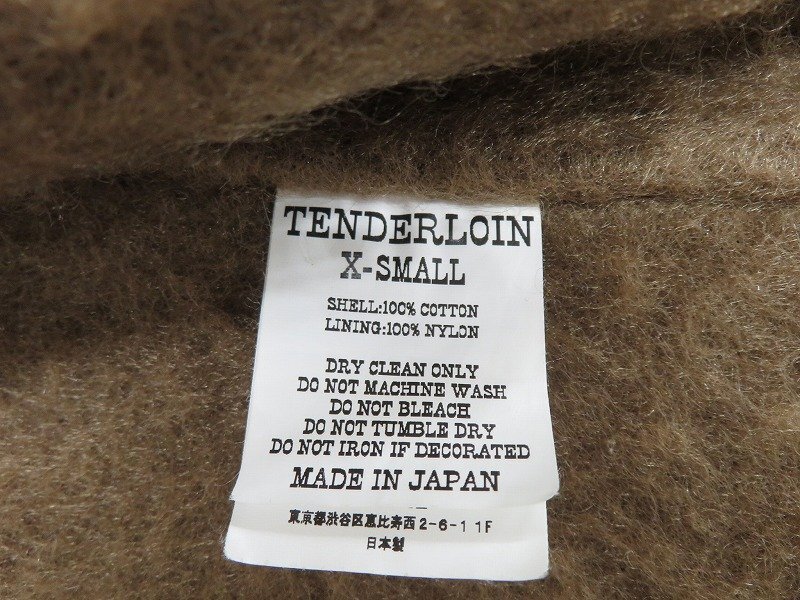 TENDERLOIN
X-SMALL
SHELL:100% COTTON
LINING:100% NYLON
DRY CLEAN ONLY
DO NOT MACHINE WASH
DO NOT BLEACH
DO NOT TUMBLE DRY
DO NOT IRON IF DECORATED
MADE IN JAPAN
東京都渋谷区恵比寿西2-6-1 1F
日本製